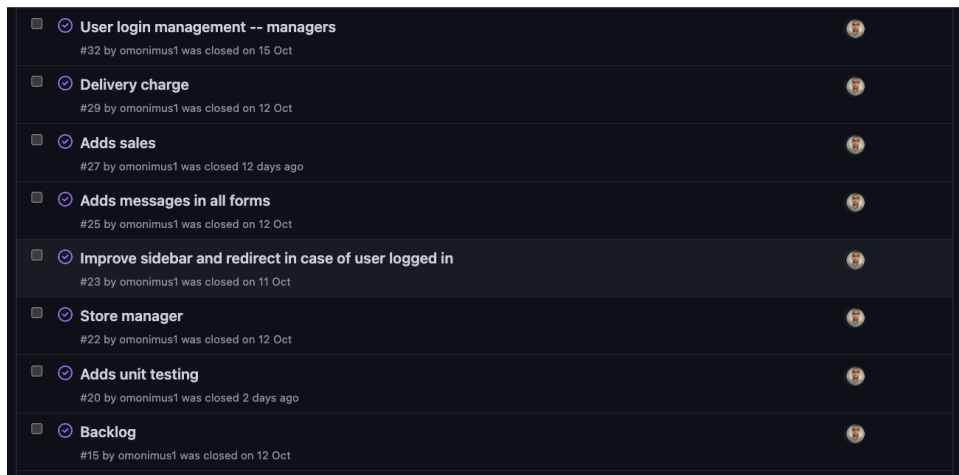 User login management -- managers
#32 by omonimus1 was closed on 15 Oct
Delivery charge
#29 by omonimus1 was closed on 12 Oct
Adds sales
#27 by omonimus1 was closed 12 days ago
Adds messages in all forms
#25 by omonimus1 was closed on 12 Oct
Improve sidebar and redirect in case of user logged in
#23 by omonimus1 was closed on 11 Oct
Store manager
#22 by omonimus1 was closed on 12 Oct
Adds unit testing
#20 by omonimus1 was closed 2 days ago
Backlog
#15 by omonimus1 was closed on 12 Oct